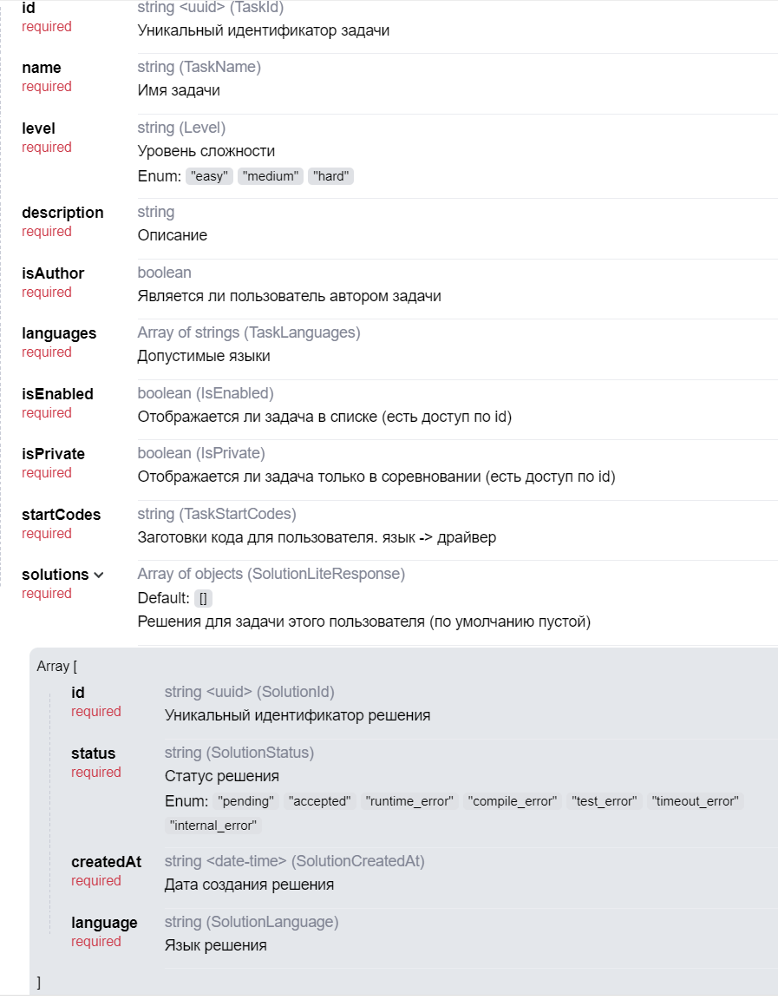 id string <uuid> (TaskId)
required Уникальный идентификатор задачи
name string (TaskName)
required Имя задачи
level string (Level)
required Уровень сложности
Enum: "easy" "medium" "hard"
description string
required Описание
isAuthor boolean
required Является ли пользователь автором задачи
languages Array of strings (TaskLanguages)
required Допустимые языки
isEnabled boolean (IsEnabled)
required Отображается ли задача в списке (есть доступ по id)
isPrivate boolean (IsPrivate)
required Отображается ли задача только в соревновании (есть доступ по id)
startCodes string (TaskStartCodes)
required Заготовки кода для пользователя. язык -> драйвер
solutions Array of objects (SolutionLiteResponse)
required Default: []
Решения для задачи этого пользователя (по умолчанию пустой)
Array [
id string <uuid> (SolutionId)
required Уникальный идентификатор решения
status string (SolutionStatus)
required Статус решения
Enum: "pending" "accepted" "runtime_error" "compile_error" "test_error" "timeout_error"
"internal_error"
createdAt string <date-time> (SolutionCreatedAt)
required Дата создания решения
language string (SolutionLanguage)
required Язык решения
]